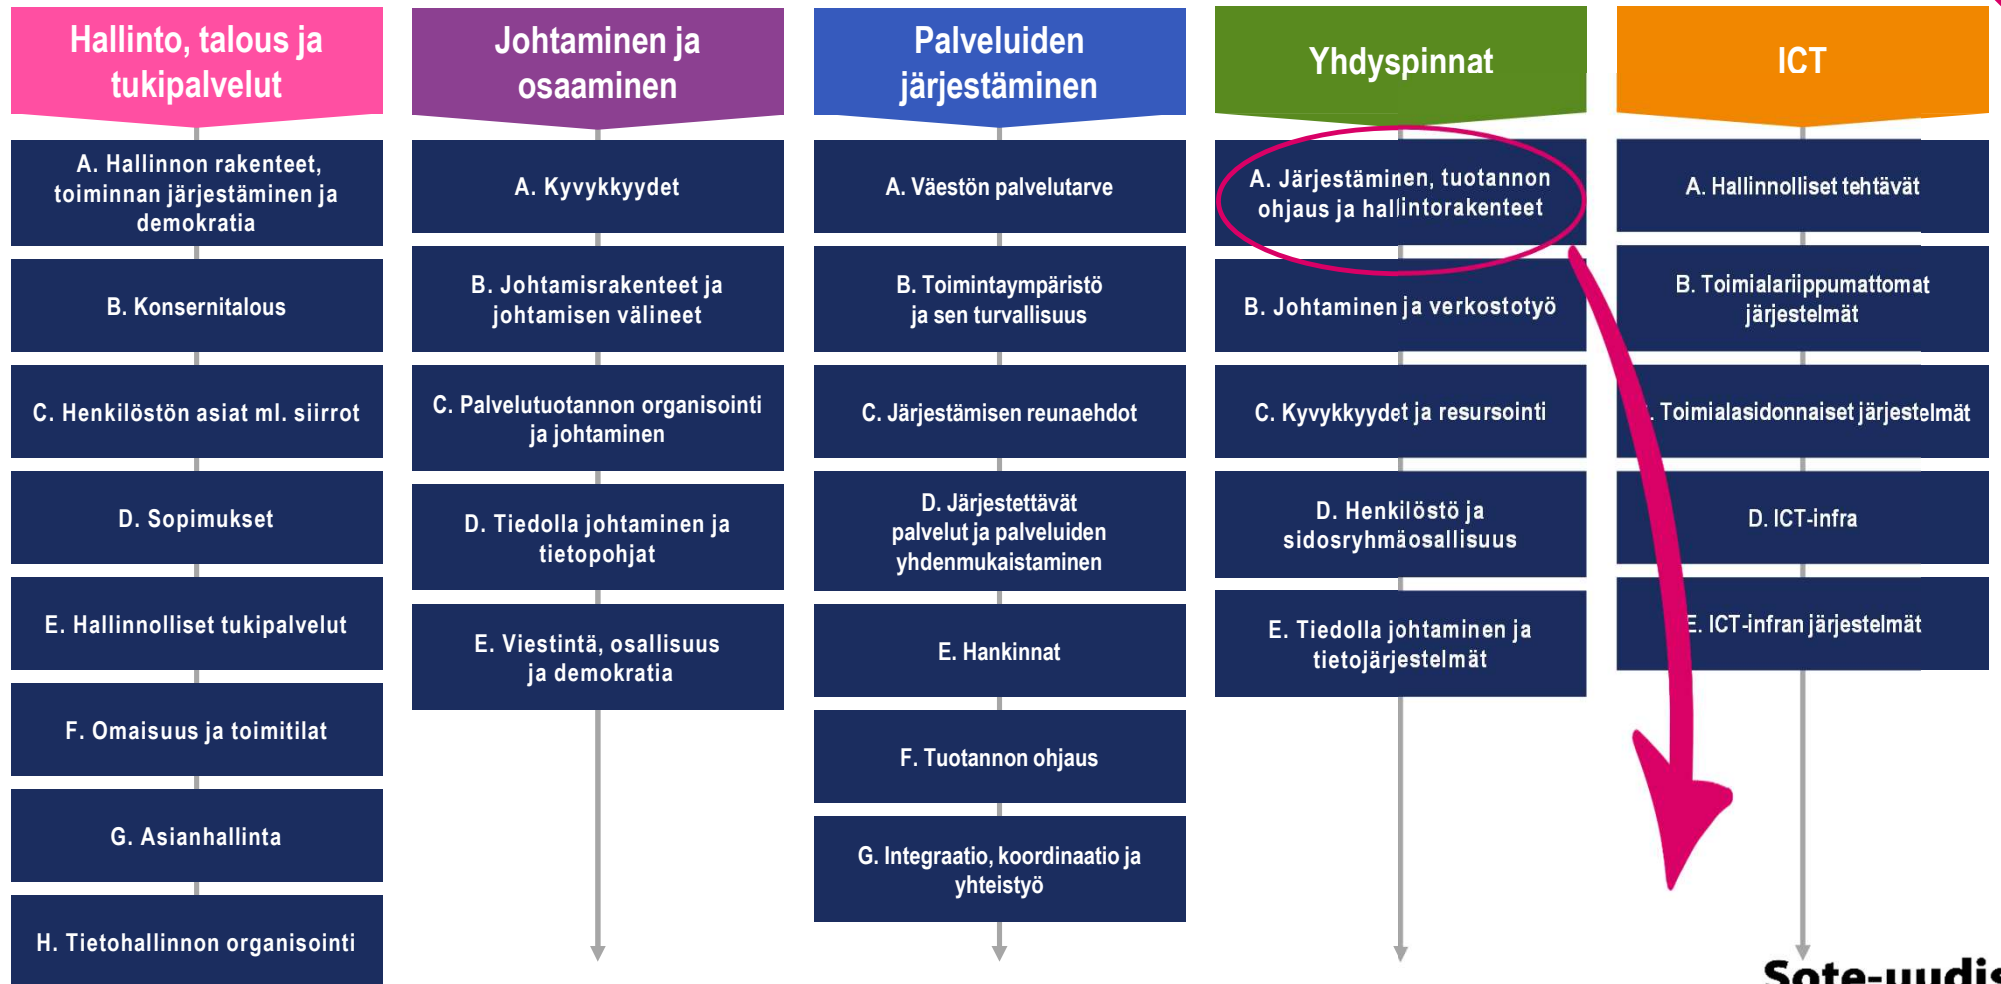 Hallinto, talous ja
tukipalvelut
A. Hallinnon rakenteet,
toiminnan järjestäminen ja
demokratia
B. Konsernitalous
C. Henkilöstön asiat ml. siirrot
D. Sopimukset
E. Hallinnolliset tukipalvelut
F. Omaisuus ja toimitilat
G. Asianhallinta
H. Tietohallinnon organisointi
Johtaminen ja
osaaminen
A. Kyvykkyydet
B. Johtamisrakenteet ja
johtamisen välineet
C. Palvelutuotannon organisointi
ja johtaminen
D. Tiedolla johtaminen ja
tietopohjat
E. Viestintä, osallisuus
ja demokratia
Palveluiden
järjestäminen
A. Väestön palvelutarve
B. Toimintaympäristö
ja sen turvallisuus
C. Järjestämisen reunaehdot
D. Järjestettävät
palvelut ja palveluiden
yhdenmukaistaminen
E. Hankinnat
F. Tuotannon ohjaus
G. Integraatio, koordinaatio ja
yhteistyö
Yhdyspinnat
A. Järjestäminen, tuotannon
ohjaus ja hallintorakenteet
B. Johtaminen ja verkostotyö
C. Kyvykkyydet ja resursointi
D. Henkilöstö ja
sidosryhmäosallisuus
E. Tiedolla johtaminen ja
tietojärjestelmät
ICT
A. Hallinnolliset tehtävät
B. Toimialariippumattomat
järjestelmät
Toimialasidonnaiset järjestelmät
D. ICT-infra
E. ICT-infran järjestelmät
Sote-uudis